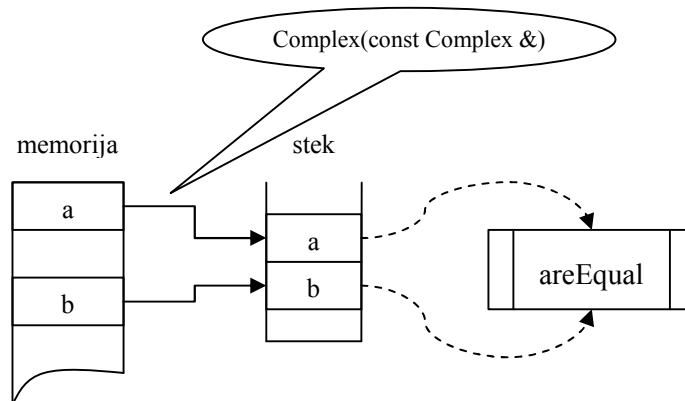 Complex(const Complex &)
memorija
stek
a
a
b
b
areEqual